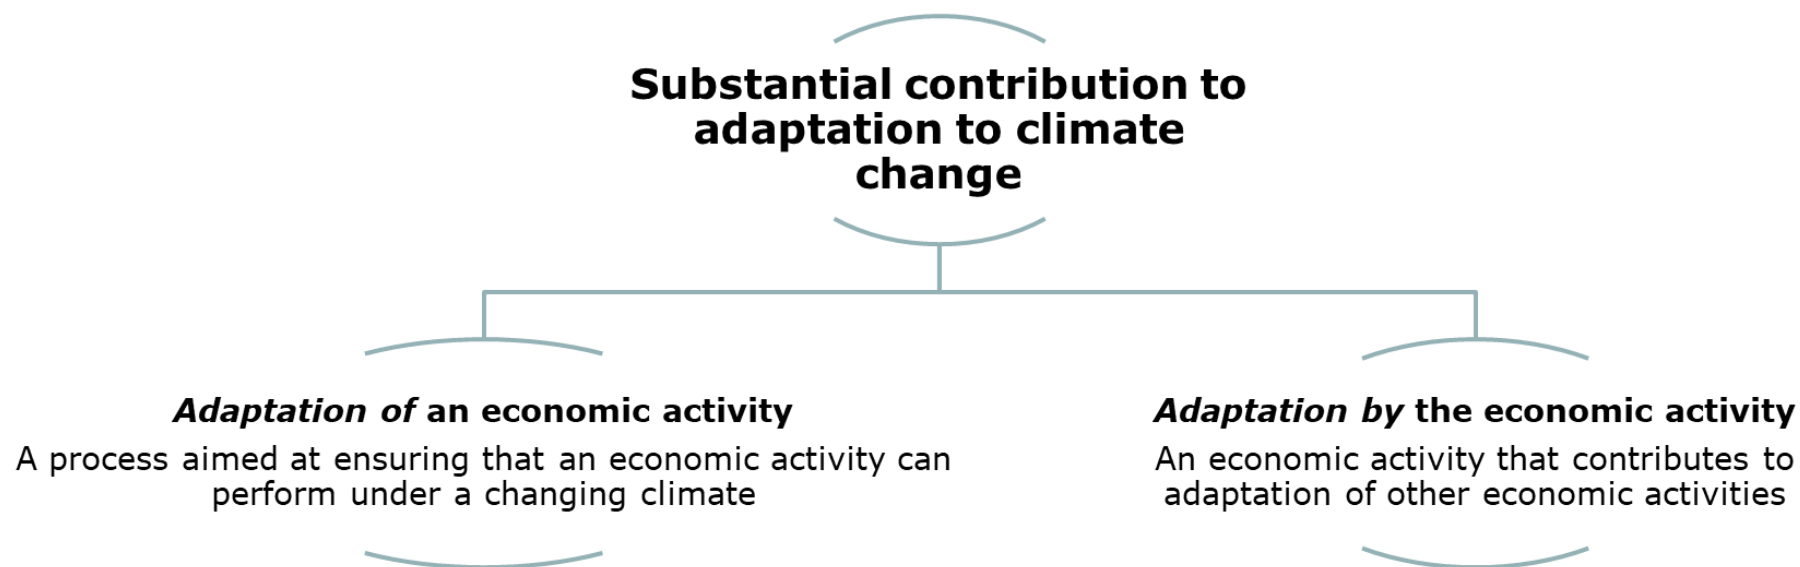 Substantial contribution to
adaptation to climate
change
Adaptation of an economic activity
A process aimed at ensuring that an economic activity can
perform under a changing climate
Adaptation by the economic activity
An economic activity that contributes to
adaptation of other economic activities